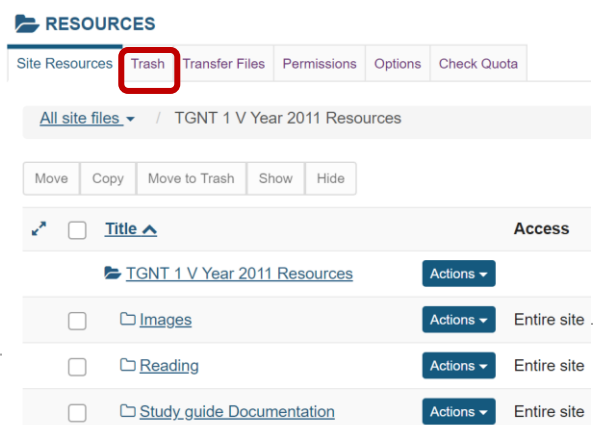 RESOURCES
Site Resources Trash Transfer Files Permissions Options Check Quota
All site files / TGNT 1 V Year 2011 Resources
Move Copy Move to Trash Show Hide
Title Access
TGNT 1 V Year 2011 Resources Actions
Images Actions Entire site
Reading Actions Entire site
Study guide Documentation Actions Entire site